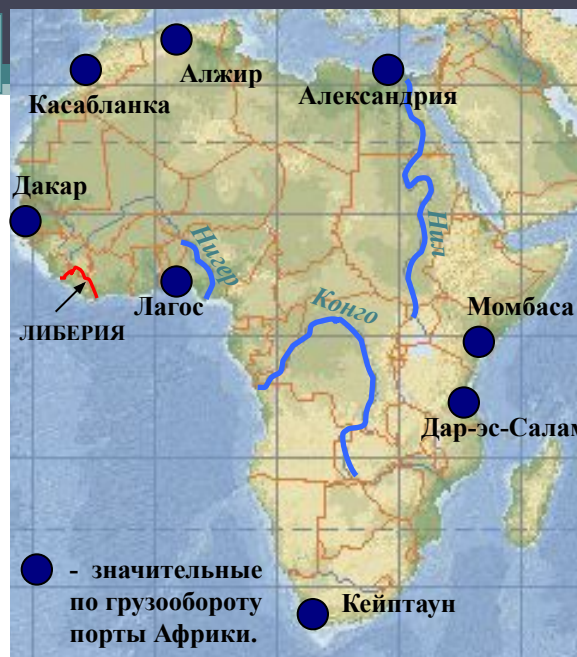 Алжир
Касабланка
Александрия
Дакар
Нигер
Нил
Лагос
Конго
Момбаса
ЛИБЕРИЯ
Дар-эс-Салам
- значительные
по грузообороту
порты Африки.
Кейптаун